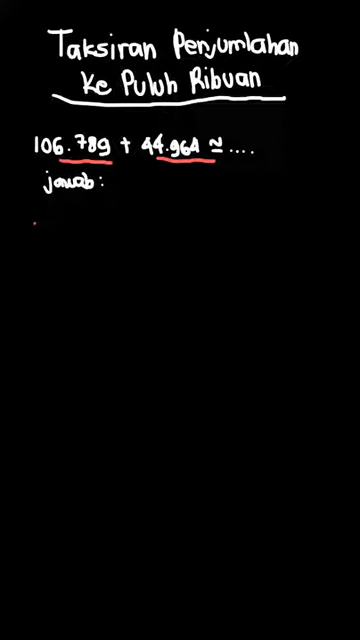 Taksiran Penjumlahan
Ke Puluh Ribuan
106.789 + 44.964 ≃ ....
jawab :